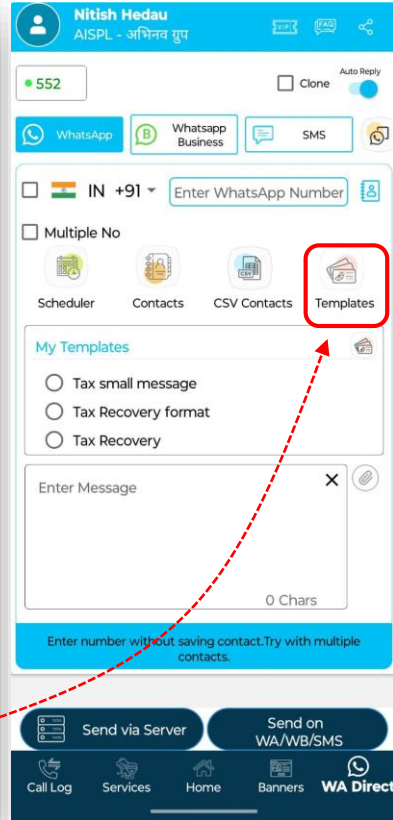 Nitish Hedau
AISPL - अभिनव ग्रुप
VIP
FAQ
552
Clone
Auto Reply
WhatsApp
B
Whatsapp
Business
SMS
IN +91
Enter WhatsApp Number
Multiple No
Scheduler
Contacts
CSV
CSV Contacts
Templates
My Templates
Tax small message
Tax Recovery format
Tax Recovery
Enter Message
0 Chars
Enter number without saving contact.Try with multiple
contacts.
Send via Server
Send on
WA/WB/SMS
Call Log
Services
Home
Banners
WA Direct